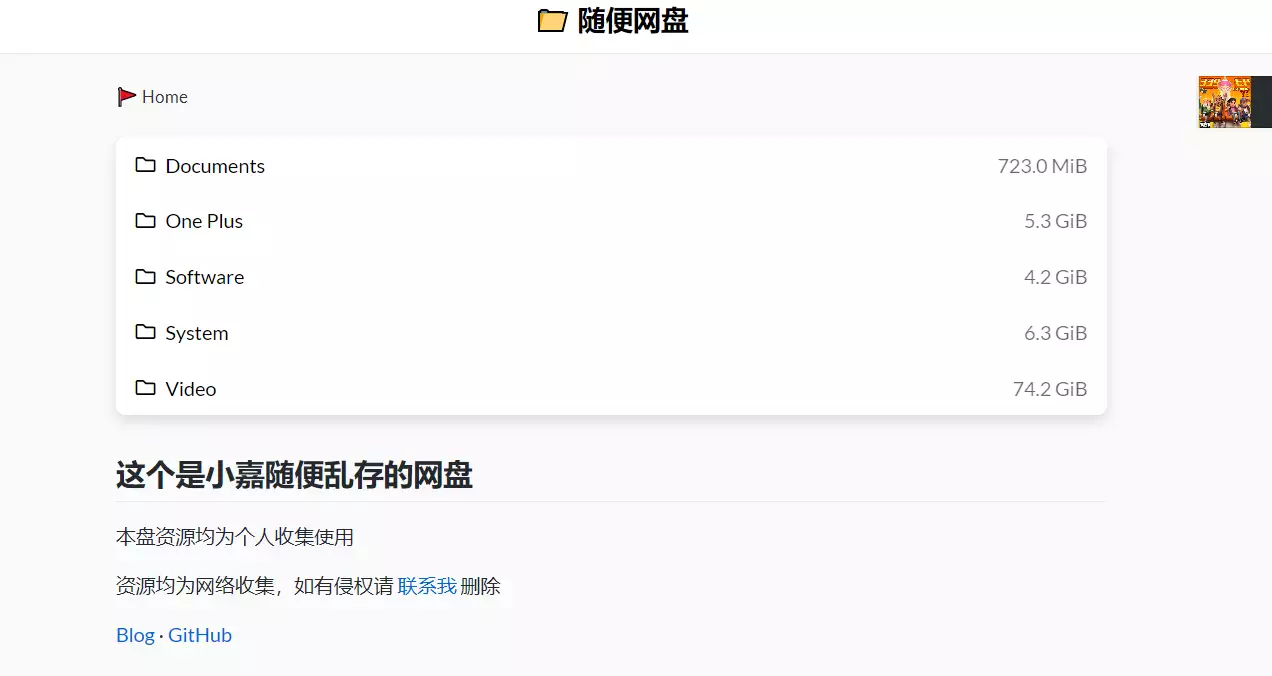 随便网盘
Home
Documents 723.0 MiB
One Plus 5.3 GiB
Software 4.2 GiB
System 6.3 GiB
Video 74.2 GiB
这个是小嘉随便乱存的网盘
本盘资源均为个人收集使用
资源均为网络收集，如有侵权请 联系我 删除
Blog · GitHub